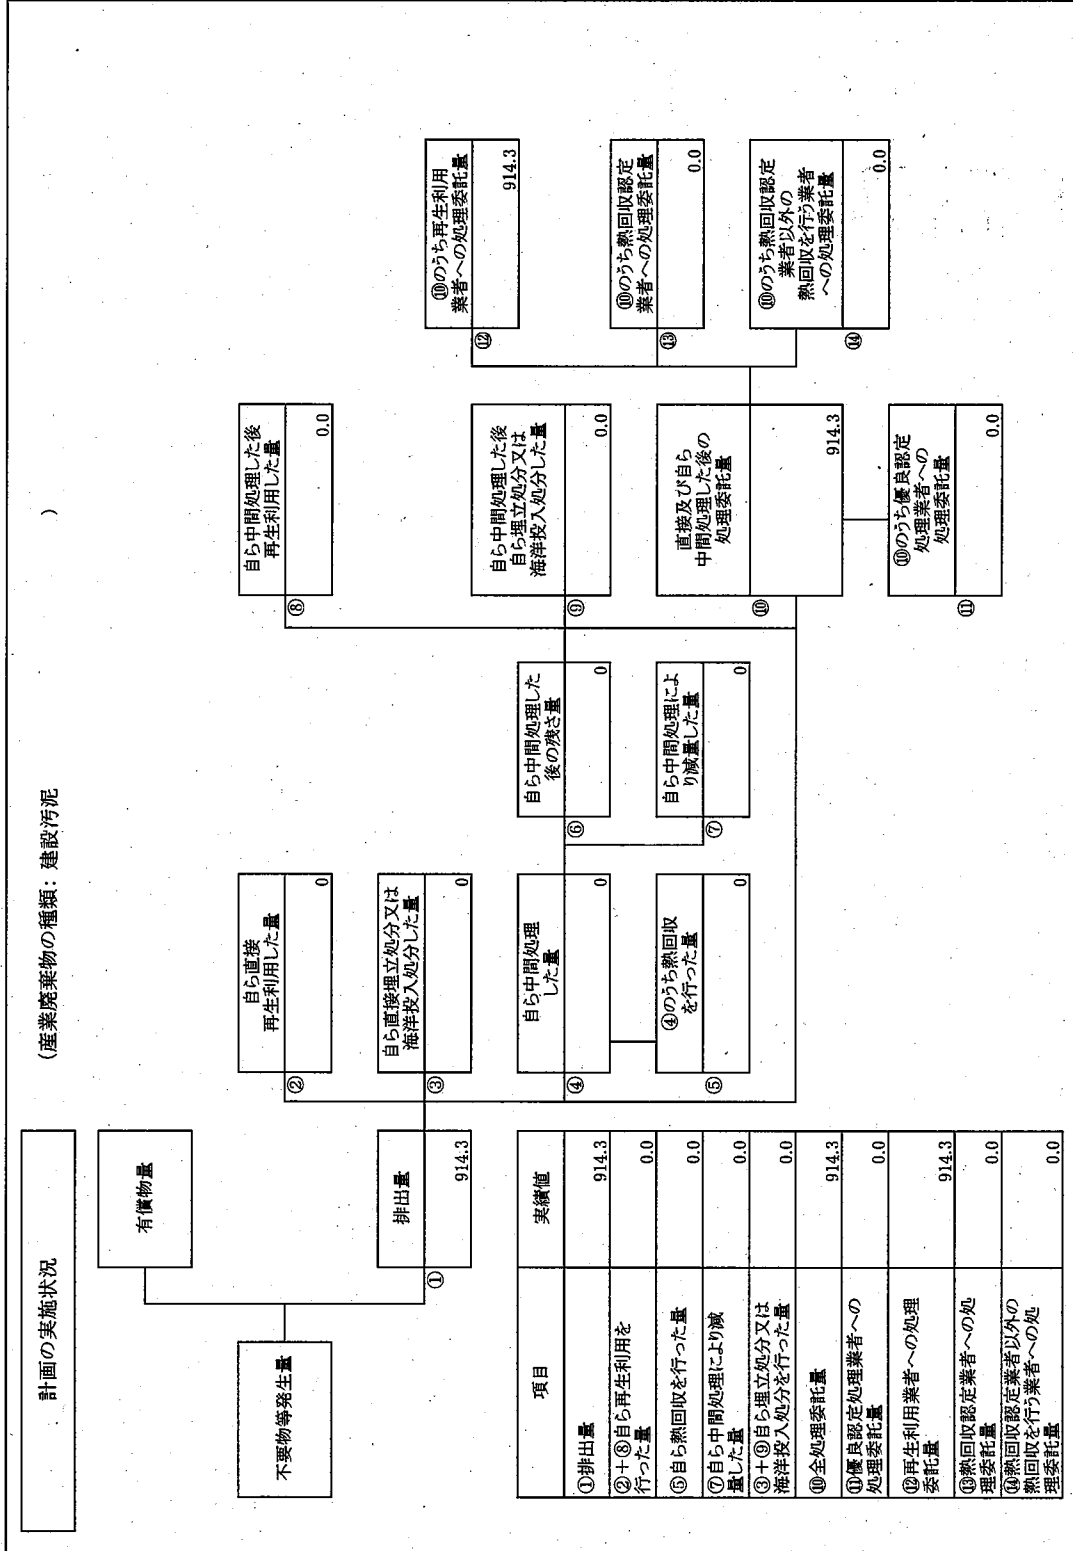 計画の実施状況
(産業廃棄物の種類: 建設汚泥
)
不要物等発生量
有償物量
①
排出量
914.3
②
自ら直接
再生利用した量
0
③
自ら直接埋立処分又は
海洋投入処分した量
0
④
自ら中間処理
した量
0
⑤
④のうち熱回収
を行った量
0
⑥
自ら中間処理した
後の残さ量
0
⑦
自ら中間処理によ
り減量した量
0
⑧
自ら中間処理した後
再生利用した量
0.0
⑨
自ら中間処理した後
自ら埋立処分又は
海洋投入処分した量
0.0
⑩
直接及び自ら
中間処理した後の
処理委託量
914.3
⑪
⑩のうち優良認定
処理業者への
処理委託量
0.0
⑫
⑩のうち再生利用
業者への処理委託量
914.3
⑬
⑩のうち熱回収認定
業者への処理委託量
0.0
⑭
⑩のうち熱回収認定
業者以外の
熱回収を行う業者
への処理委託量
0.0
項目
実績値
①排出量
914.3
②+⑧自ら再生利用を
行った量
0.0
⑤自ら熱回収を行った量
0.0
⑦自ら中間処理により減
量した量
0.0
③+⑨自ら埋立処分又は
海洋投入処分を行った量
0.0
⑩全処理委託量
914.3
⑪優良認定処理業者への
処理委託量
0.0
⑫再生利用業者への処理
委託量
914.3
⑬熱回収認定業者への処
理委託量
0.0
⑭熱回収認定業者以外の
熱回収を行う業者への処
理委託量
0.0